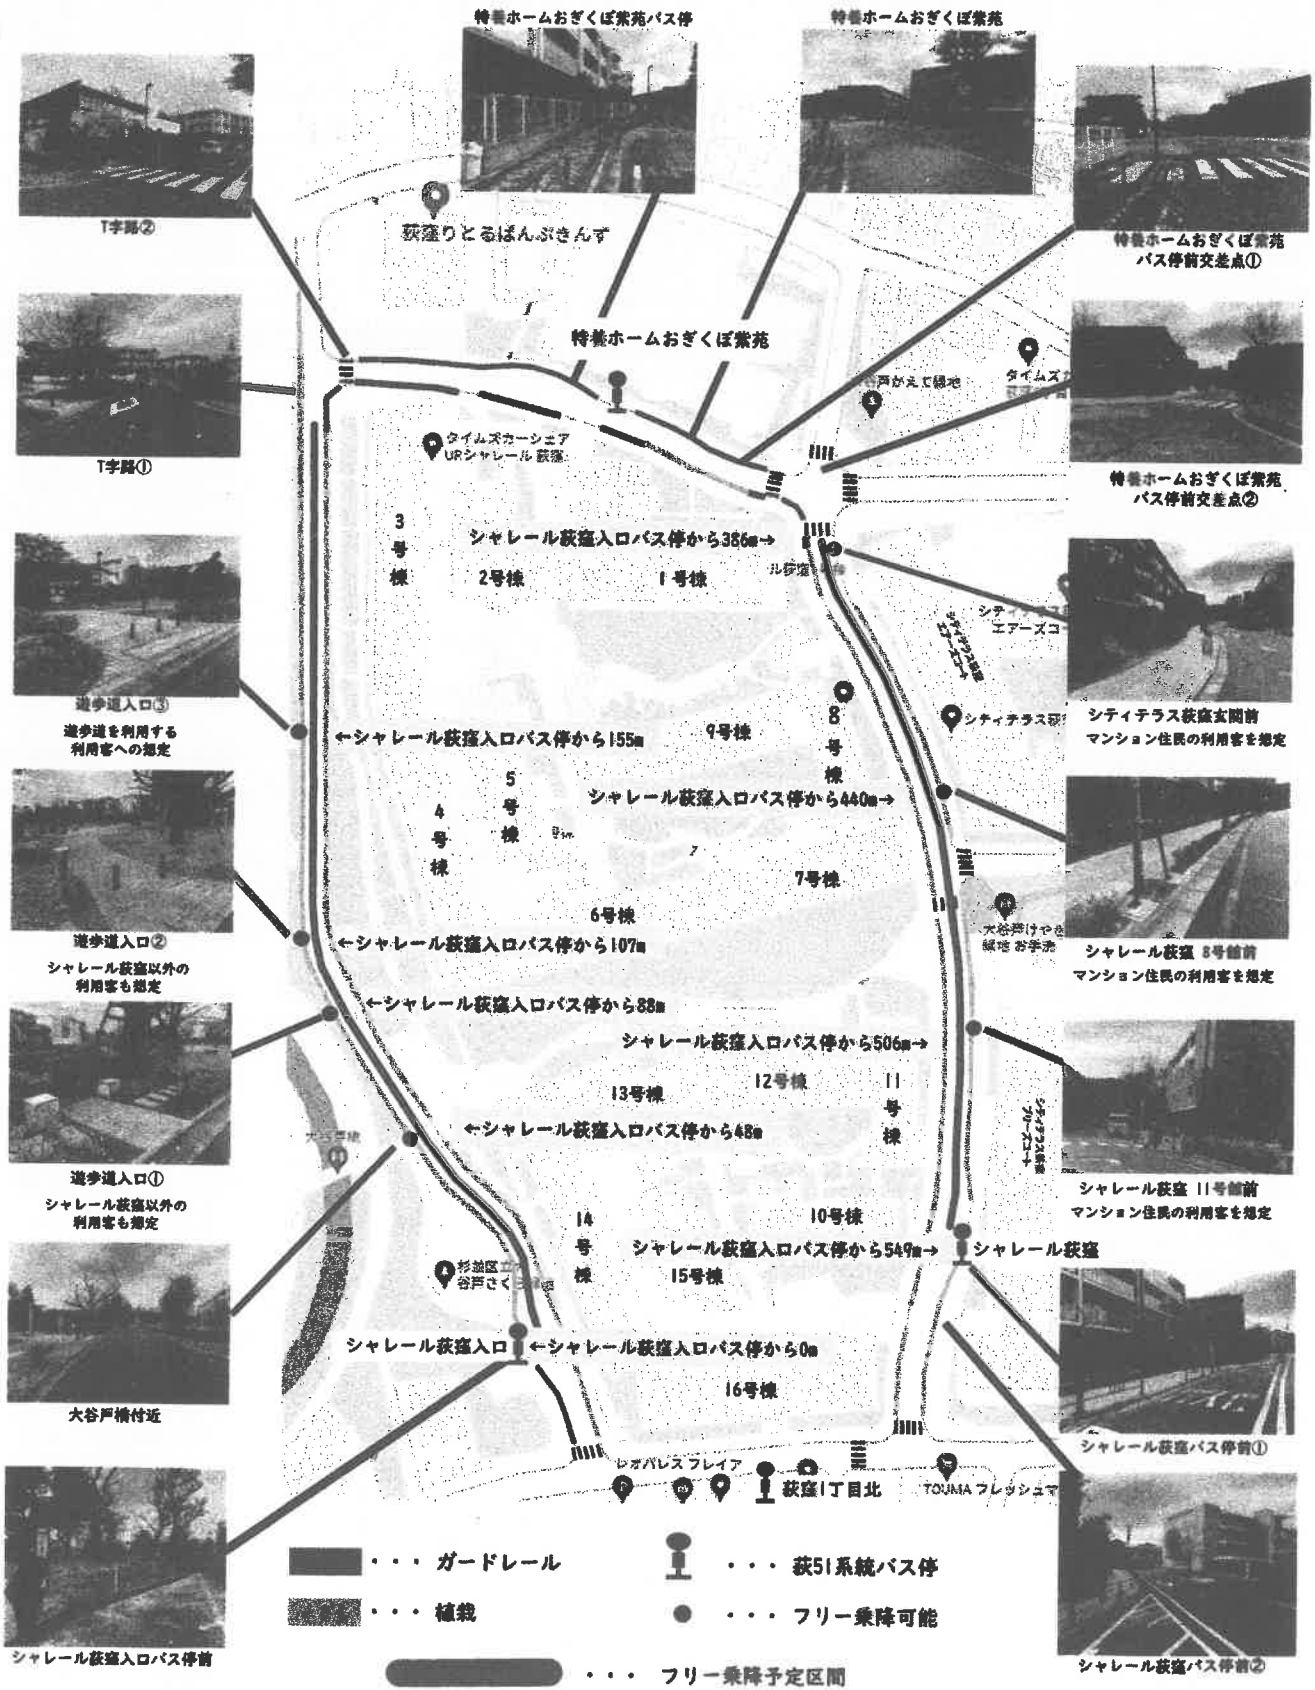 特養ホームおぎくぼ紫苑バス停
特養ホームおぎくぼ紫苑
T字路②
荻窪りとるぱんぷきんず
特養ホームおぎくぼ紫苑
バス停前交差点①
特養ホームおぎくぼ紫苑
タイムズカーシェア
URシャレール荻窪
T字路①
特養ホームおぎくぼ紫苑
バス停前交差点②
3号棟
シャレール荻窪入口バス停から386m→
2号棟
1号棟
シティテラス荻窪玄関前
マンション住民の利用客を想定
遊歩道入口③
遊歩道を利用する
利用客への想定
←シャレール荻窪入口バス停から155m
9号棟
8号棟
5号棟
4号棟
シャレール荻窪入口バス停から440m→
7号棟
6号棟
遊歩道入口②
シャレール荻窪以外の
利用客も想定
←シャレール荻窪入口バス停から107m
シャレール荻窪 8号館前
マンション住民の利用客を想定
←シャレール荻窪入口バス停から88m
シャレール荻窪入口バス停から506m→
13号棟
12号棟
11号棟
←シャレール荻窪入口バス停から48m
遊歩道入口①
シャレール荻窪以外の
利用客も想定
シャレール荻窪 11号館前
マンション住民の利用客を想定
14号棟
10号棟
シャレール荻窪入口バス停から549m→
シャレール荻窪
15号棟
シャレール荻窪入口
←シャレール荻窪入口バス停から0m
16号棟
大谷戸橋付近
シャレール荻窪バス停前①
レオパレスフレイア
荻窪1丁目北
TOUMA フレッシュマ
・・・ ガードレール
・・・ 荻51系統バス停
・・・ 植栽
・・・ フリー乗降可能
シャレール荻窪入口バス停前
シャレール荻窪バス停前②
・・・ フリー乗降予定区間